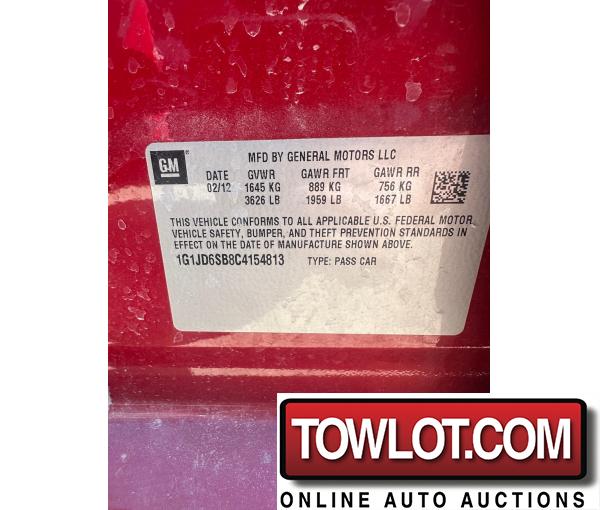 GM
MFD BY GENERAL MOTORS LLC
DATE GVWR GAWR FRT GAWR RR
02/12 1645 KG 889 KG 756 KG
3626 LB 1959 LB 1667 LB
THIS VEHICLE CONFORMS TO ALL APPLICABLE U.S. FEDERAL MOTOR
VEHICLE SAFETY, BUMPER, AND THEFT PREVENTION STANDARDS IN
EFFECT ON THE DATE OF MANUFACTURE SHOWN ABOVE.
1G1JD6SB8C4154813 TYPE: PASS CAR
TOWLOT.COM
ONLINE AUTO AUCTIONS